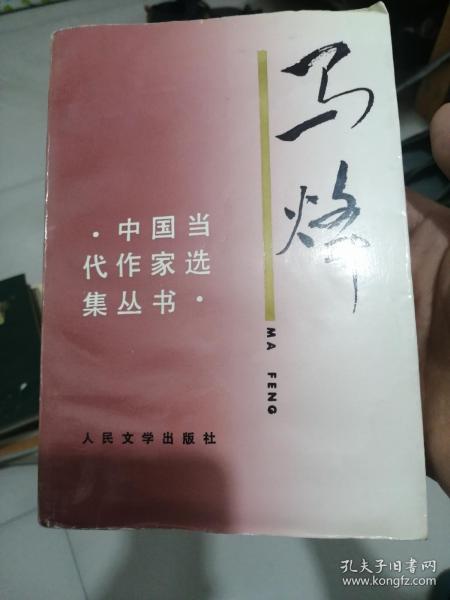 马烽
MA FENG
·中国当
代作家选
集丛书·
人民文学出版社
孔夫子旧书网
www.kongfz.com